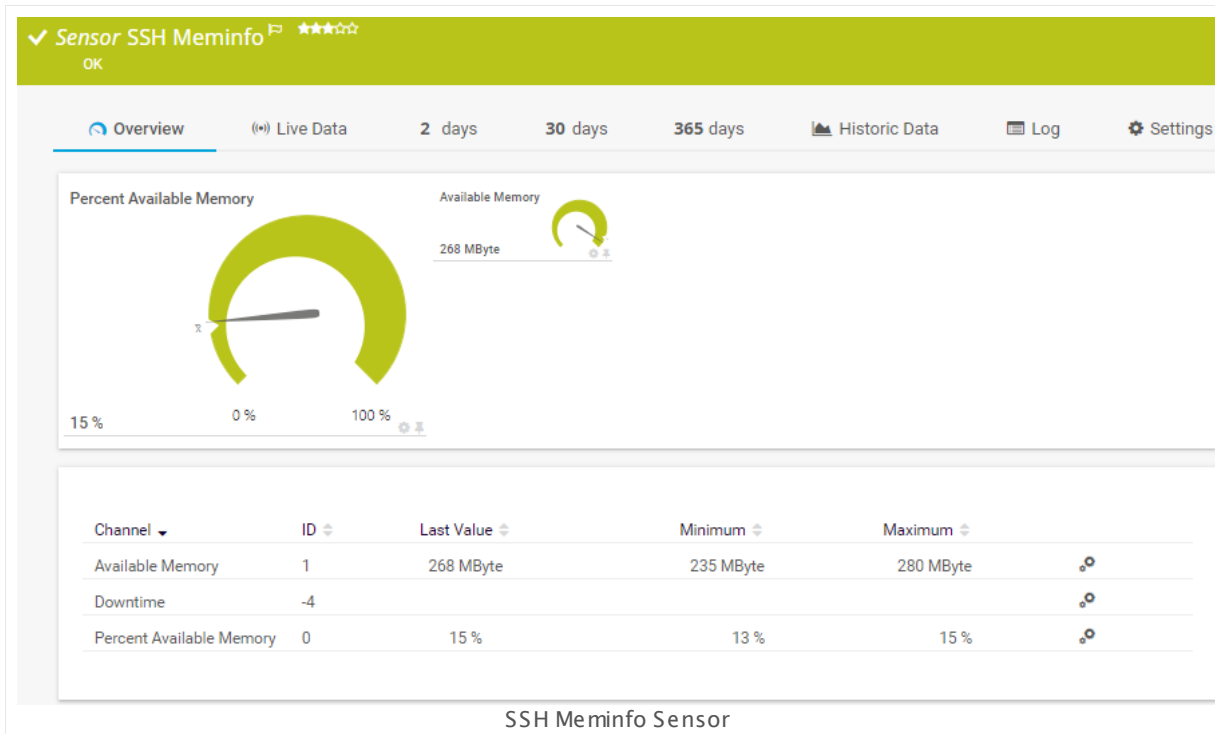 Sensor SSH Meminfo
OK
Overview Live Data 2 days 30 days 365 days Historic Data Log Settings
Percent Available Memory
15 %
0 % 100 %
Available Memory
268 MByte
Channel ID Last Value Minimum Maximum
Available Memory 1 268 MByte 235 MByte 280 MByte
Downtime -4
Percent Available Memory 0 15 % 13 % 15 %
SSH Meminfo Sensor